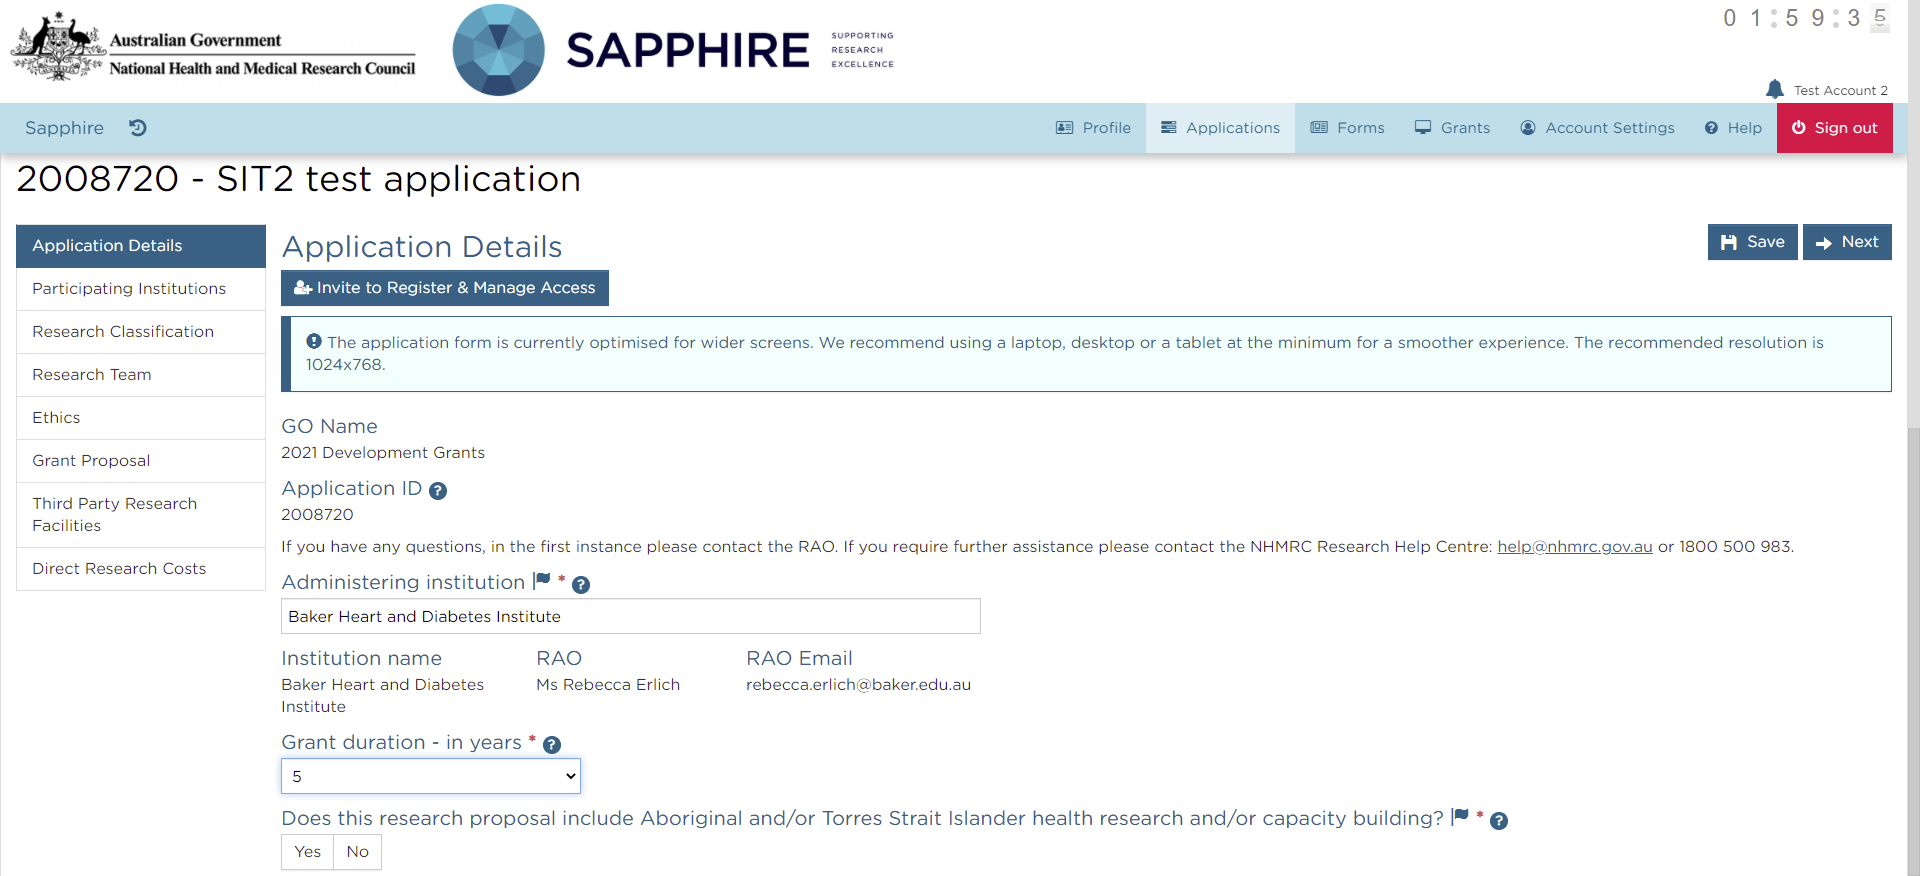 Australian Government
National Health and Medical Research Council
SAPPHIRE
SUPPORTING
RESEARCH
EXCELLENCE
01:59:35
Test Account 2
Sapphire
Profile
Applications
Forms
Grants
Account Settings
Help
Sign out
2008720 - SIT2 test application
Application Details
Participating Institutions
Research Classification
Research Team
Ethics
Grant Proposal
Third Party Research
Facilities
Direct Research Costs
Application Details
Save
Next
Invite to Register & Manage Access
The application form is currently optimised for wider screens. We recommend using a laptop, desktop or a tablet at the minimum for a smoother experience. The recommended resolution is
1024x768.
GO Name
2021 Development Grants
Application ID
2008720
If you have any questions, in the first instance please contact the RAO. If you require further assistance please contact the NHMRC Research Help Centre: help@nhmrc.gov.au or 1800 500 983.
Administering institution *
Baker Heart and Diabetes Institute
Institution name
Baker Heart and Diabetes
Institute
RAO
Ms Rebecca Erlich
RAO Email
rebecca.erlich@baker.edu.au
Grant duration - in years *
5
Does this research proposal include Aboriginal and/or Torres Strait Islander health research and/or capacity building? *
Yes
No